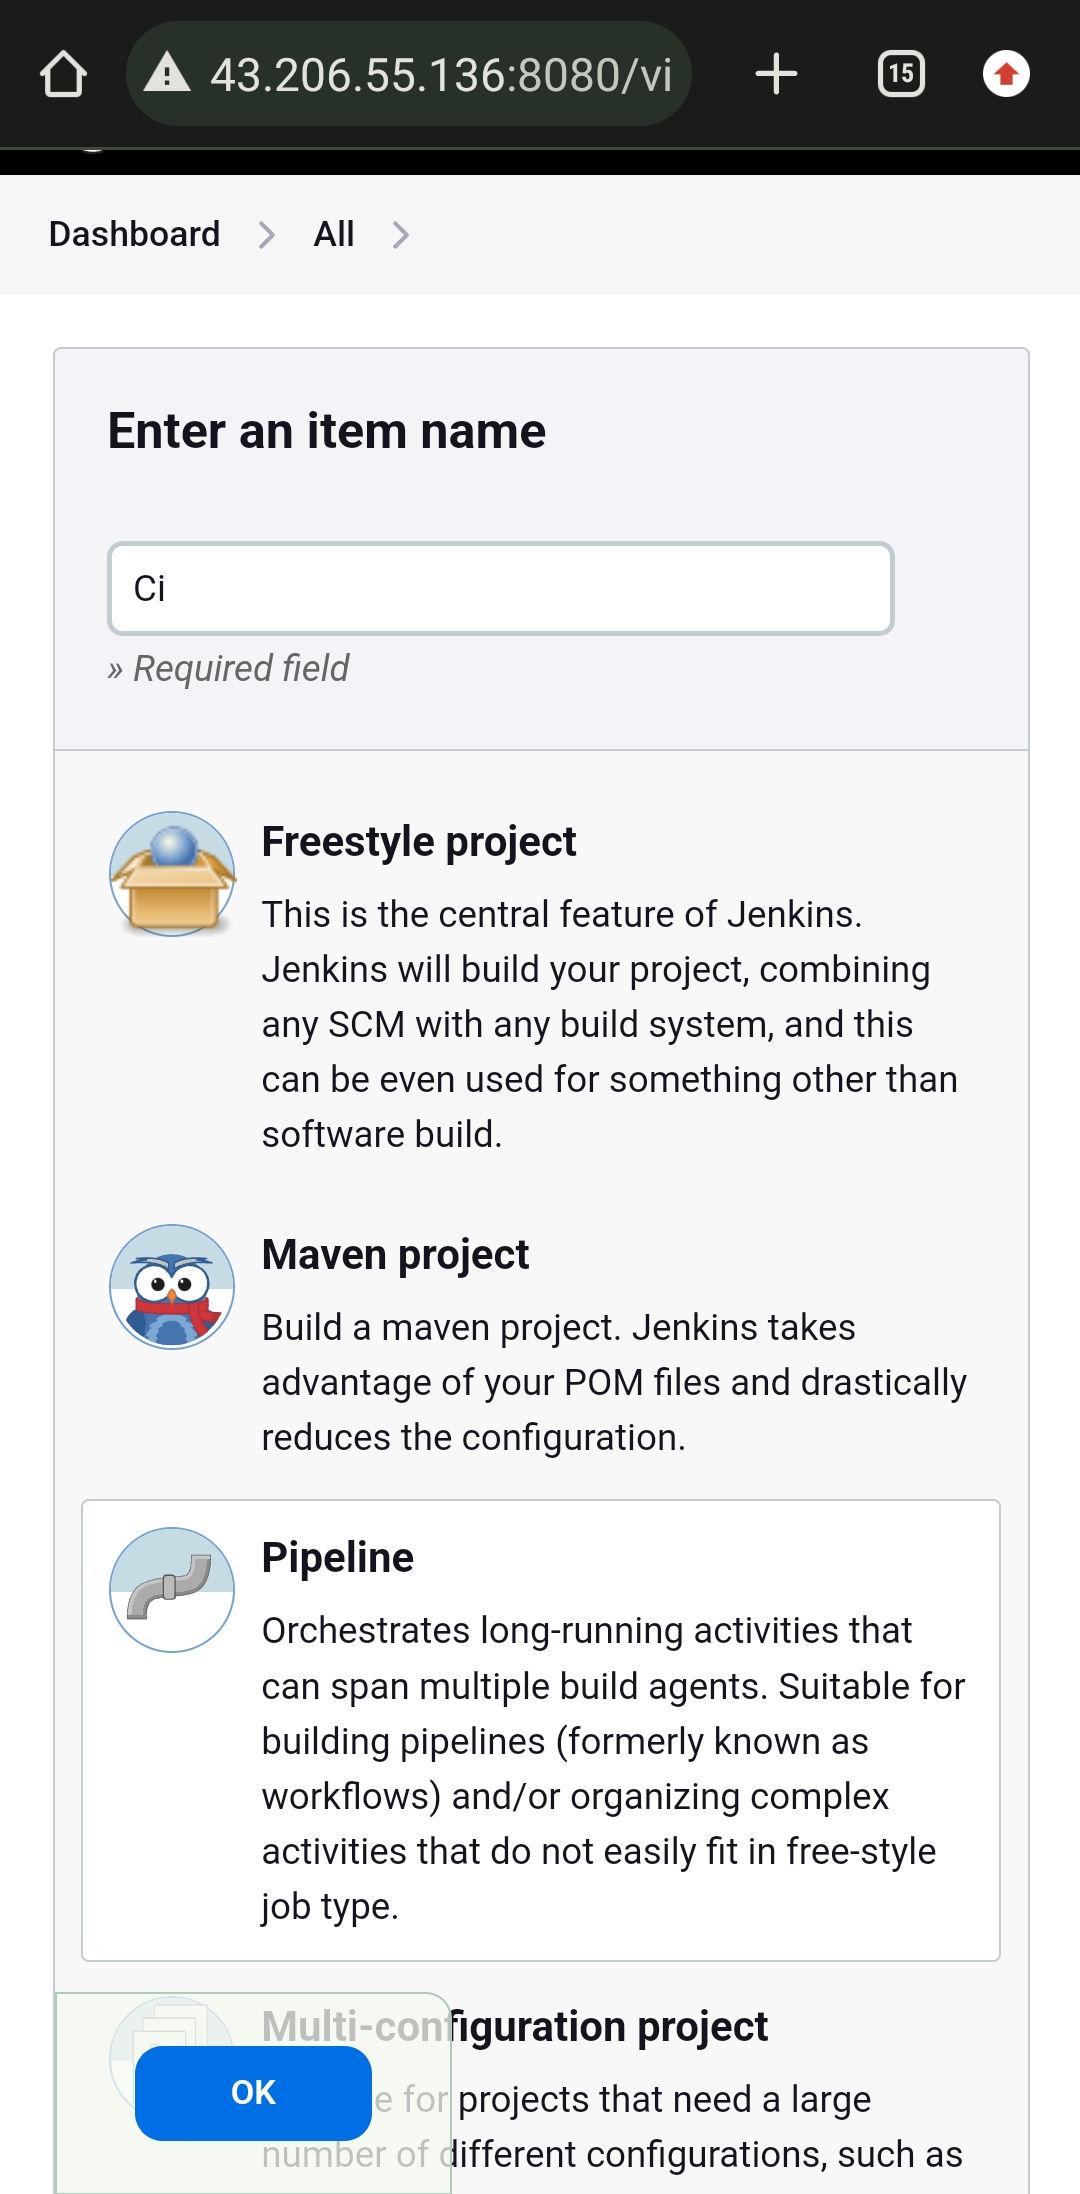 43.206.55.136:8080/vi
15
Dashboard
All
Enter an item name
Ci
» Required field
Freestyle project
This is the central feature of Jenkins.
Jenkins will build your project, combining
any SCM with any build system, and this
can be even used for something other than
software build.
Maven project
Build a maven project. Jenkins takes
advantage of your POM files and drastically
reduces the configuration.
Pipeline
Orchestrates long-running activities that
can span multiple build agents. Suitable for
building pipelines (formerly known as
workflows) and/or organizing complex
activities that do not easily fit in free-style
job type.
Multi-configuration project
OK
for projects that need a large
number of different configurations, such as